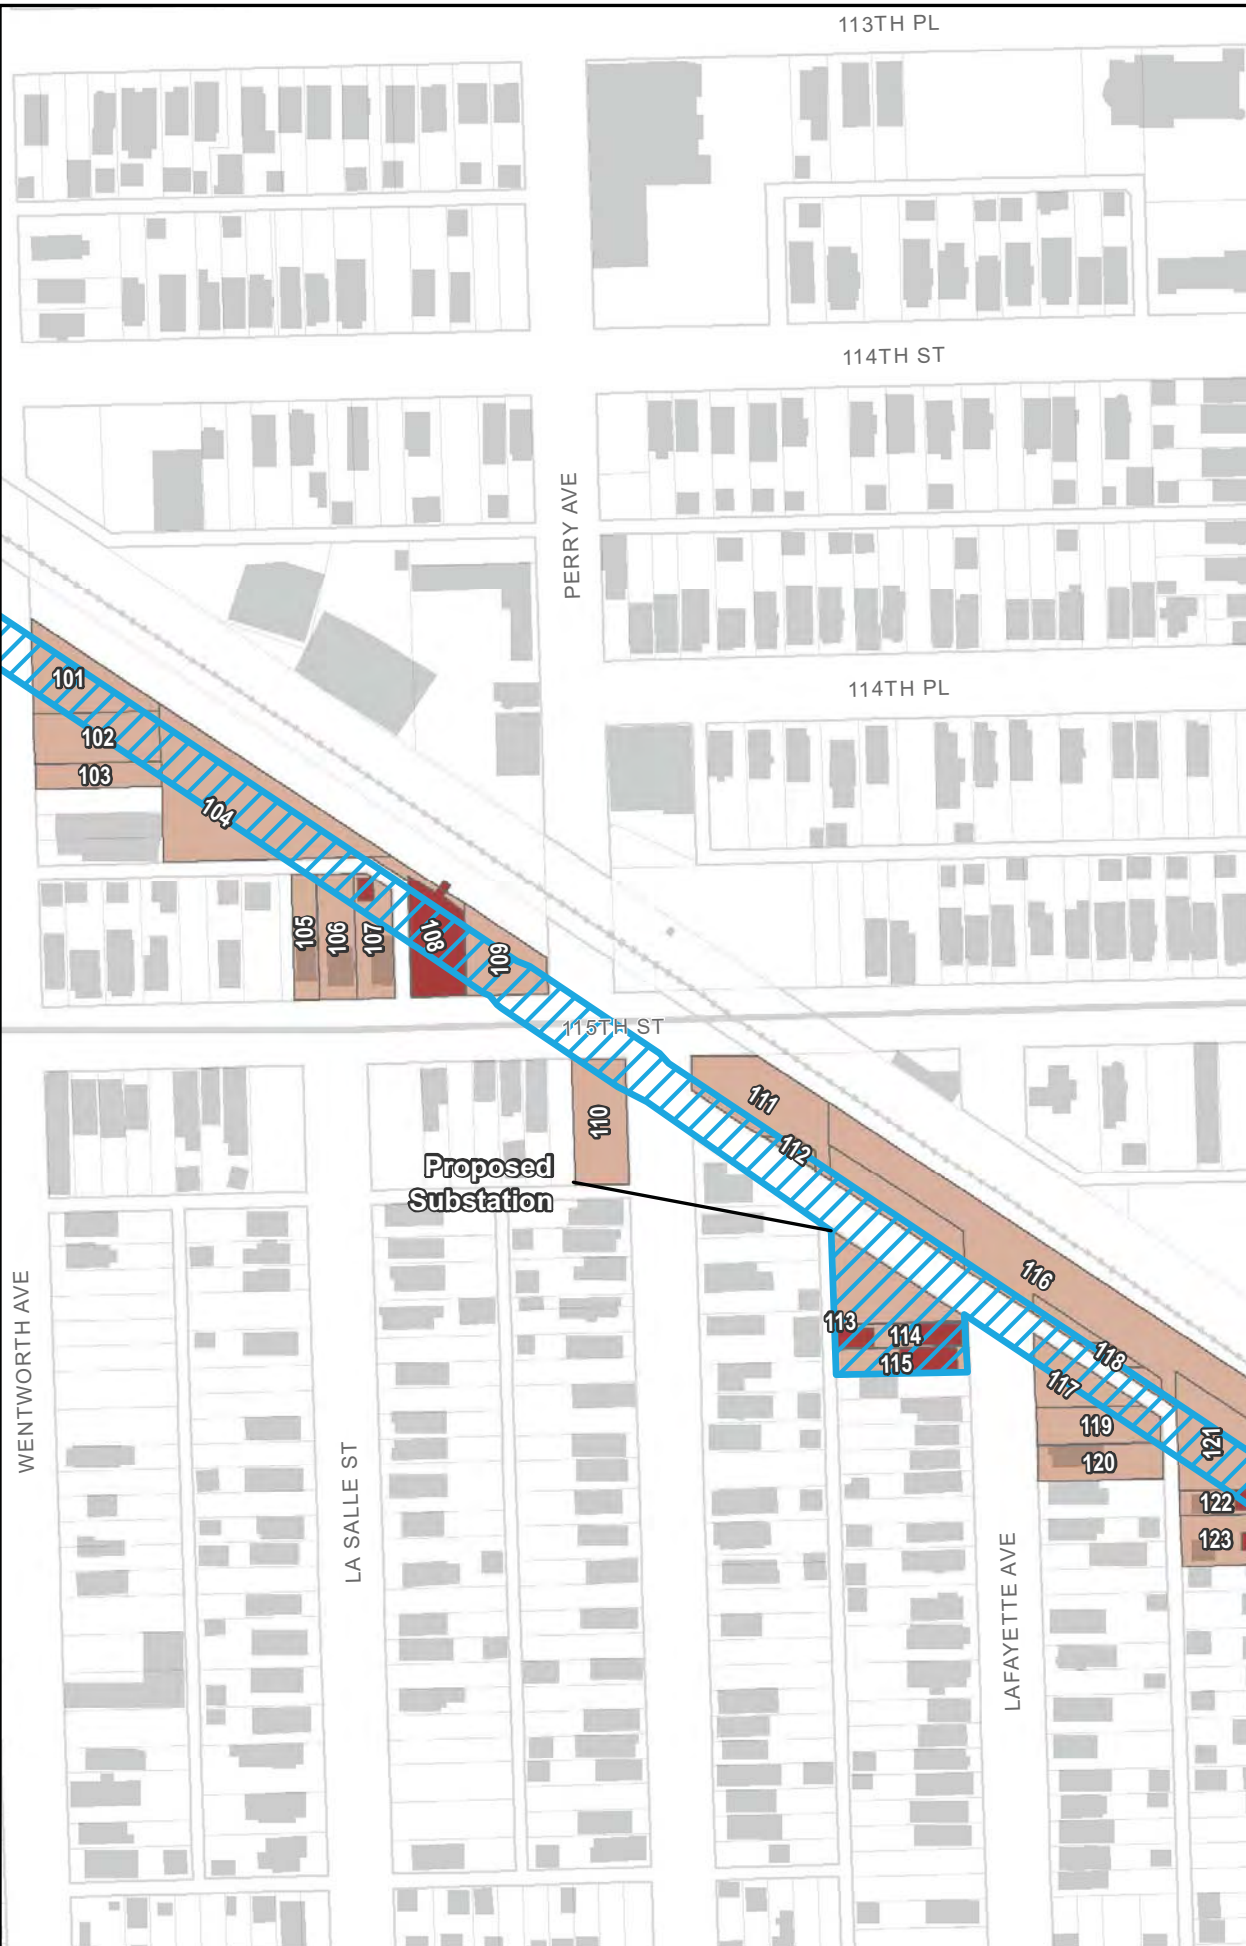 113TH PL
114TH ST
PERRY AVE
101
114TH PL
102
103
104
105
106
107
108
109
115TH ST
111
110
112
Proposed
Substation
116
WENTWORTH AVE
113
114
118
115
117
119
121
120
LA SALLE ST
122
123
LAFAYETTE AVE